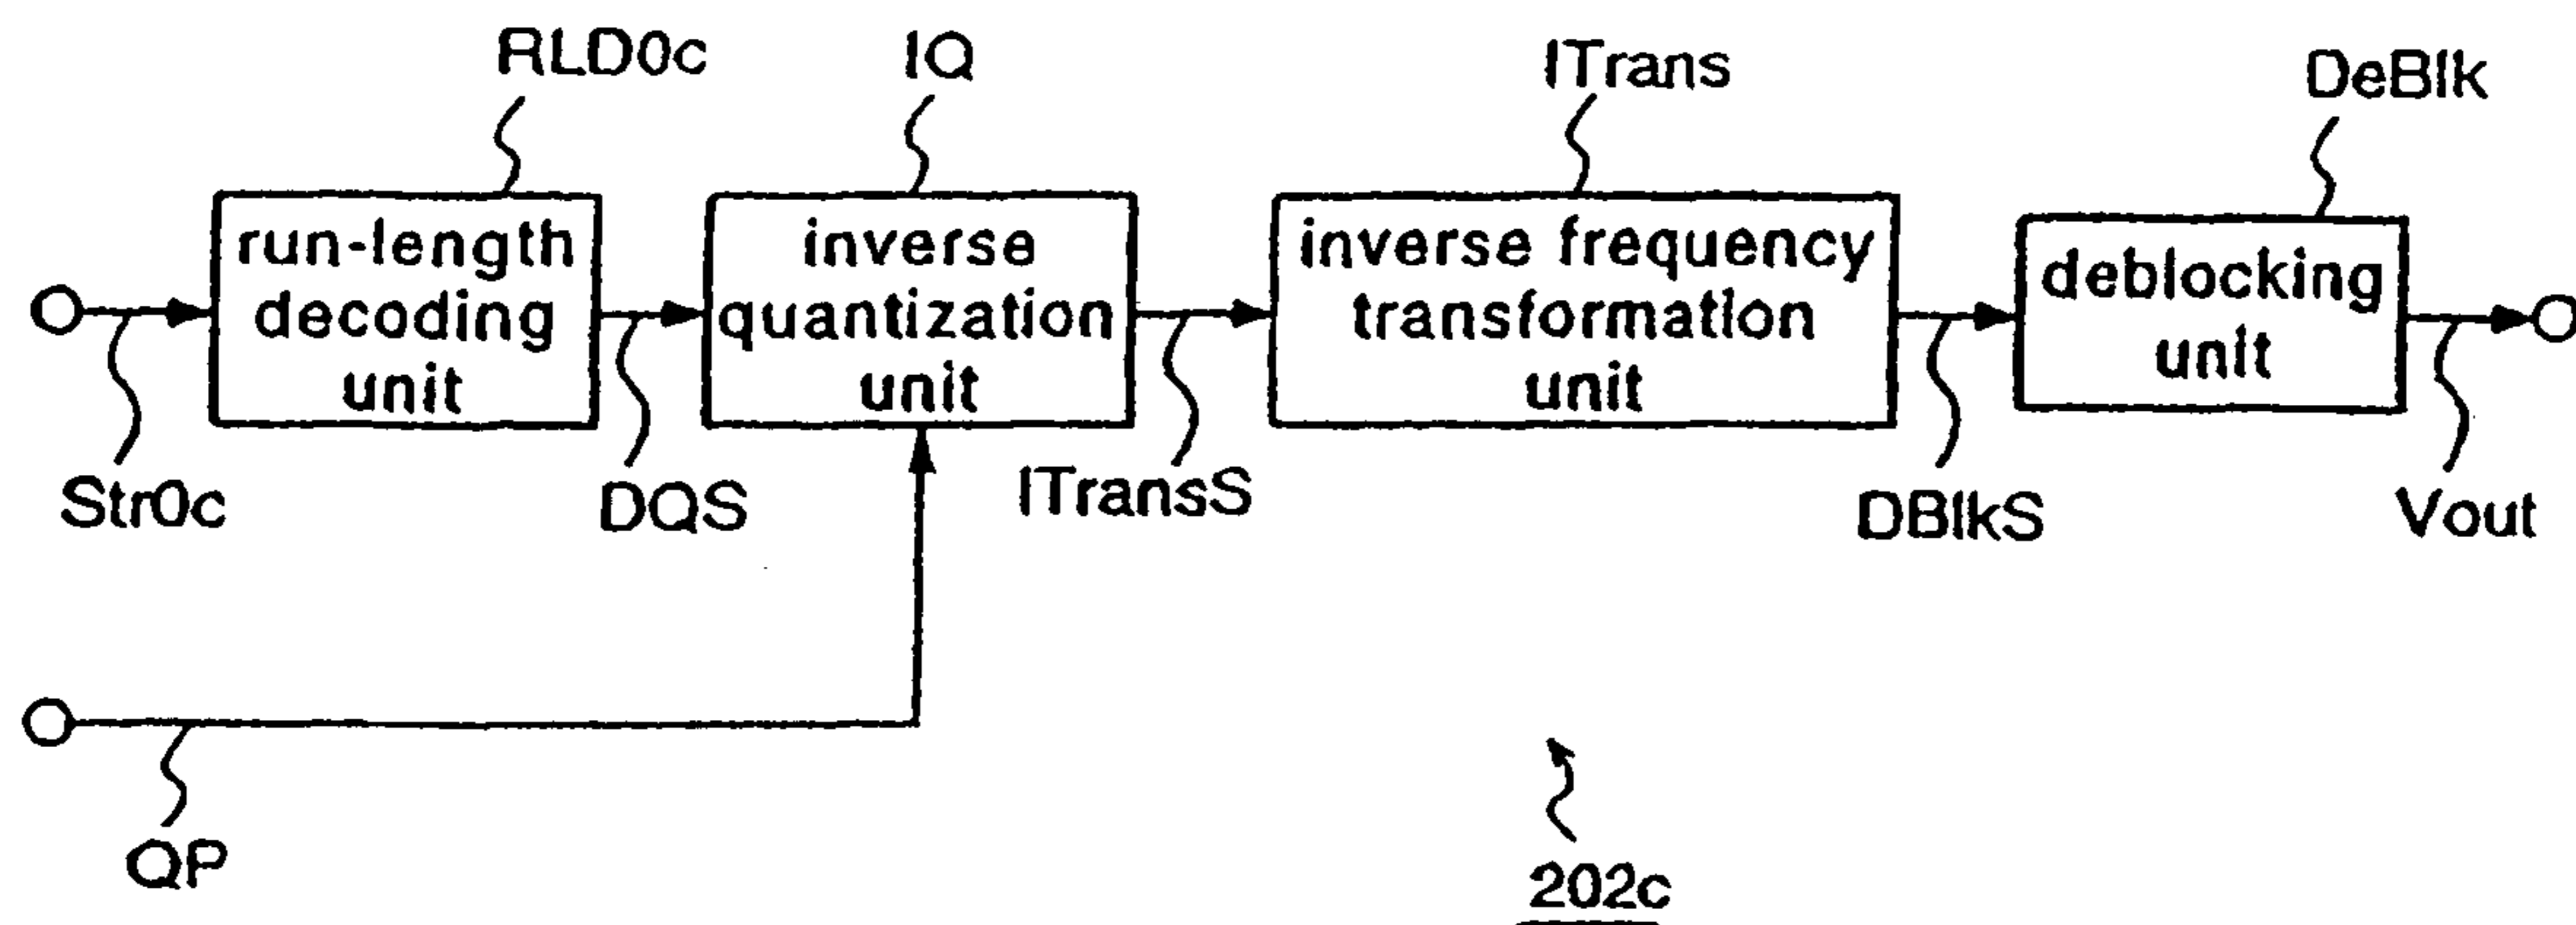 RLD0c
IQ
ITrans
DeBlk
run-length
decoding
unit
inverse
quantization
unit
inverse frequency
transformation
unit
deblocking
unit
Str0c
DQS
ITransS
DBlkS
Vout
QP
202c